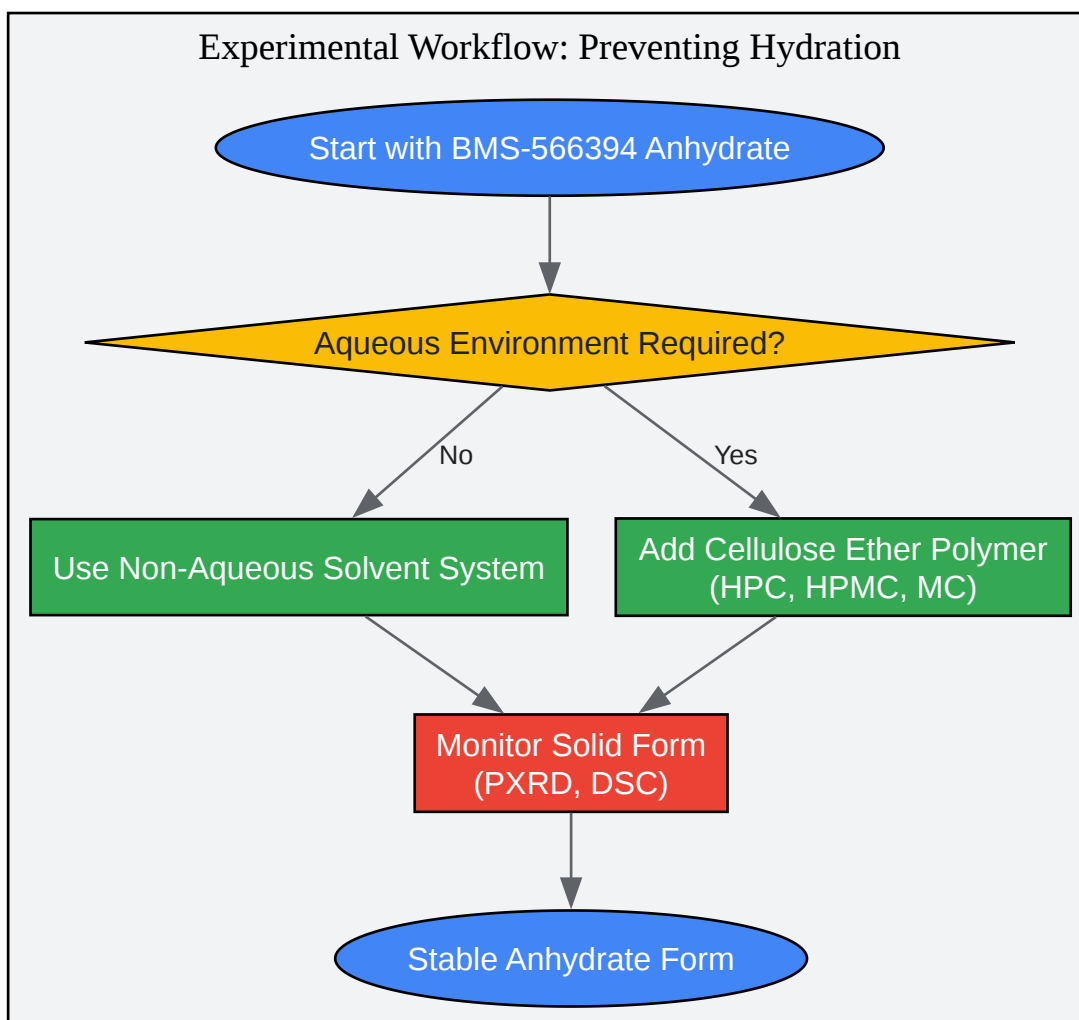 Experimental Workflow: Preventing Hydration
Start with BMS-566394 Anhydrate
Aqueous Environment Required?
No
Yes
Use Non-Aqueous Solvent System
Add Cellulose Ether Polymer
(HPC, HPMC, MC)
Monitor Solid Form
(PXRD, DSC)
Stable Anhydrate Form